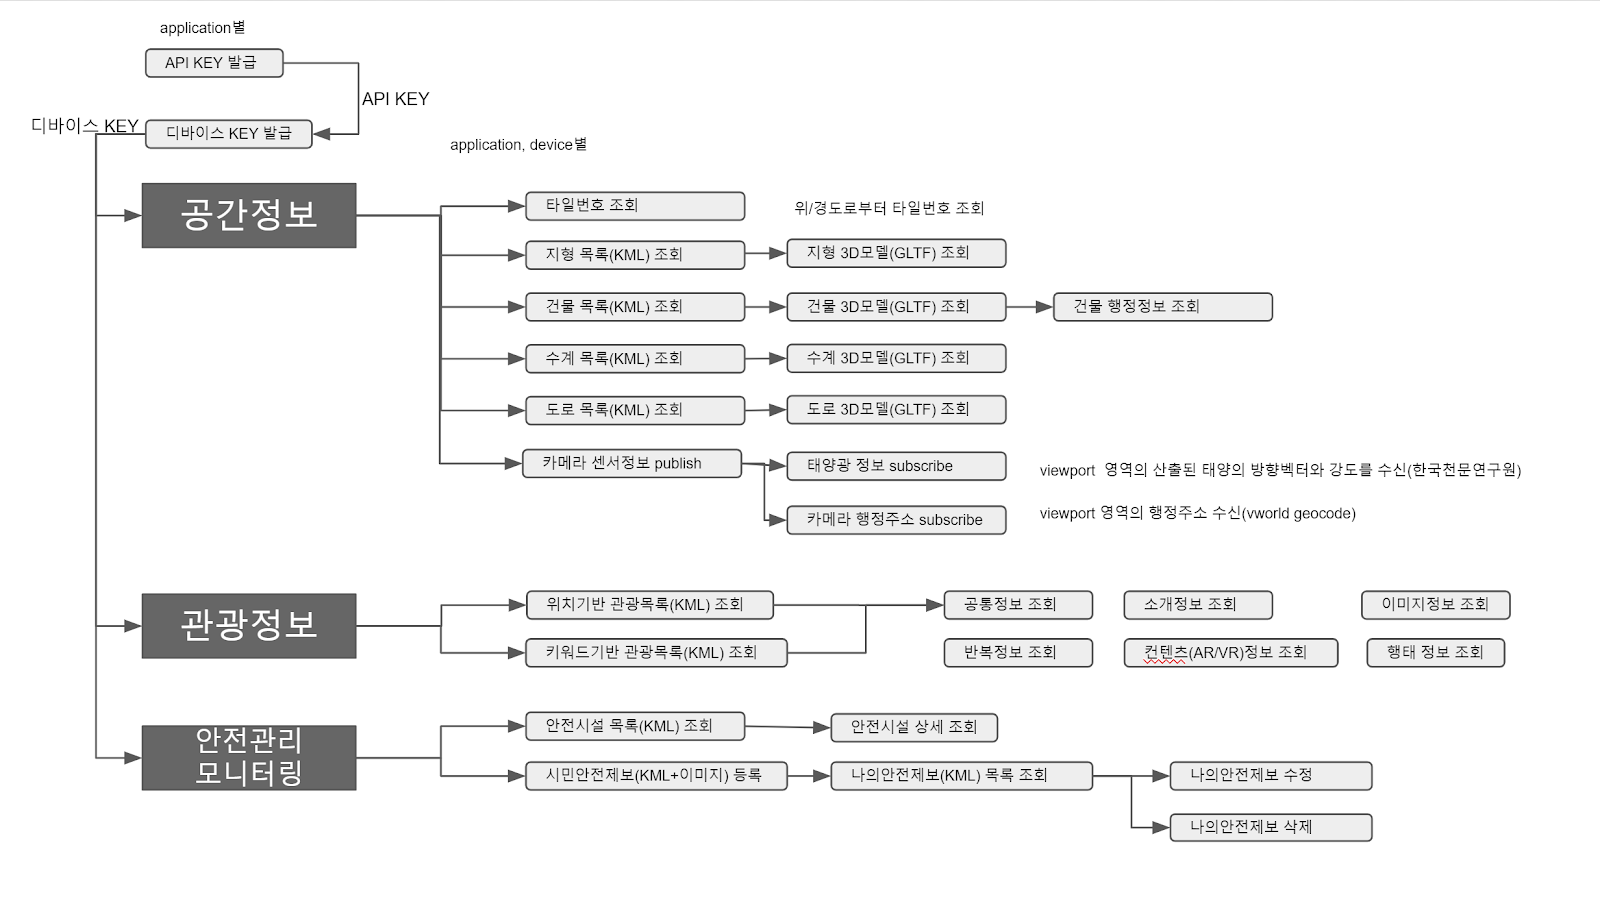 application별
API KEY 발급
API KEY
디바이스 KEY
디바이스 KEY 발급
application, device별
공간정보
타일번호 조회
위/경도로부터 타일번호 조회
지형 목록(KML) 조회
지형 3D모델(GLTF) 조회
건물 목록(KML) 조회
건물 3D모델(GLTF) 조회
건물 행정정보 조회
수계 목록(KML) 조회
수계 3D모델(GLTF) 조회
도로 목록(KML) 조회
도로 3D모델(GLTF) 조회
카메라 센서정보 publish
태양광 정보 subscribe
viewport 영역의 산출된 태양의 방향벡터와 강도를 수신(한국천문연구원)
카메라 행정주소 subscribe
viewport 영역의 행정주소 수신(vworld geocode)
관광정보
위치기반 관광목록(KML) 조회
공통정보 조회
소개정보 조회
이미지정보 조회
키워드기반 관광목록(KML) 조회
반복정보 조회
컨텐츠(AR/VR)정보 조회
행태 정보 조회
안전관리
모니터링
안전시설 목록(KML) 조회
안전시설 상세 조회
시민안전제보(KML+이미지) 등록
나의안전제보(KML) 목록 조회
나의안전제보 수정
나의안전제보 삭제